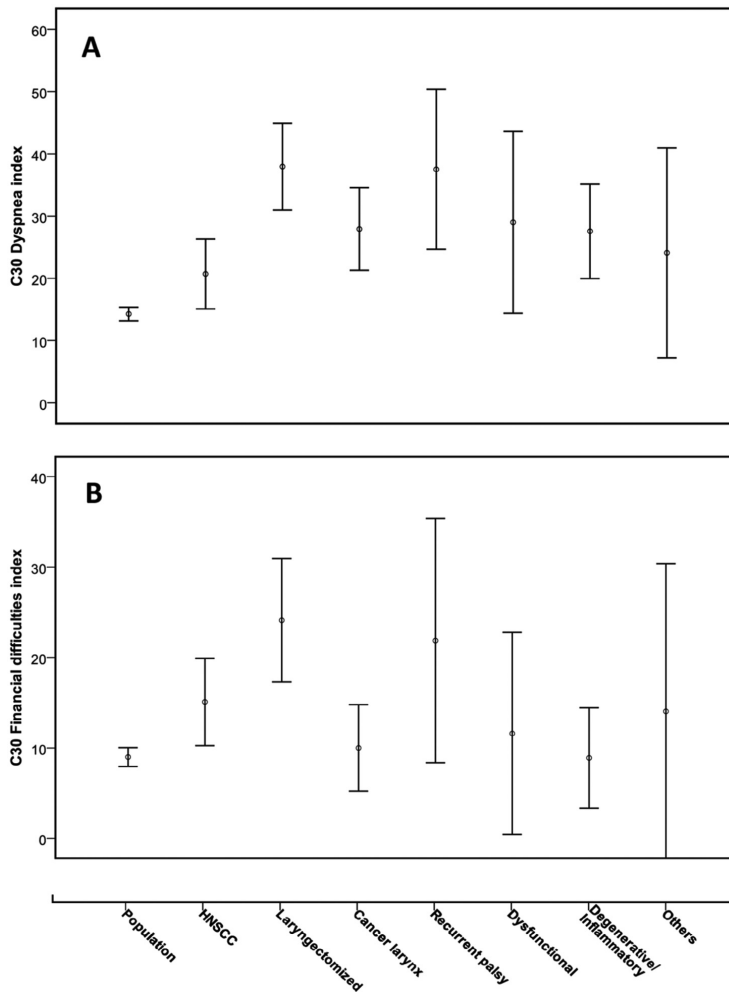 A
C30 Dyspnea index
60
50
40
30
20
10
0
B
C30 Financial difficulties index
40
30
20
10
0
Population
HNSCC
Laryngectomized
Cancer larynx
Recurrent palsy
Dysfunctional
Degenerative/
Inflammatory
Others